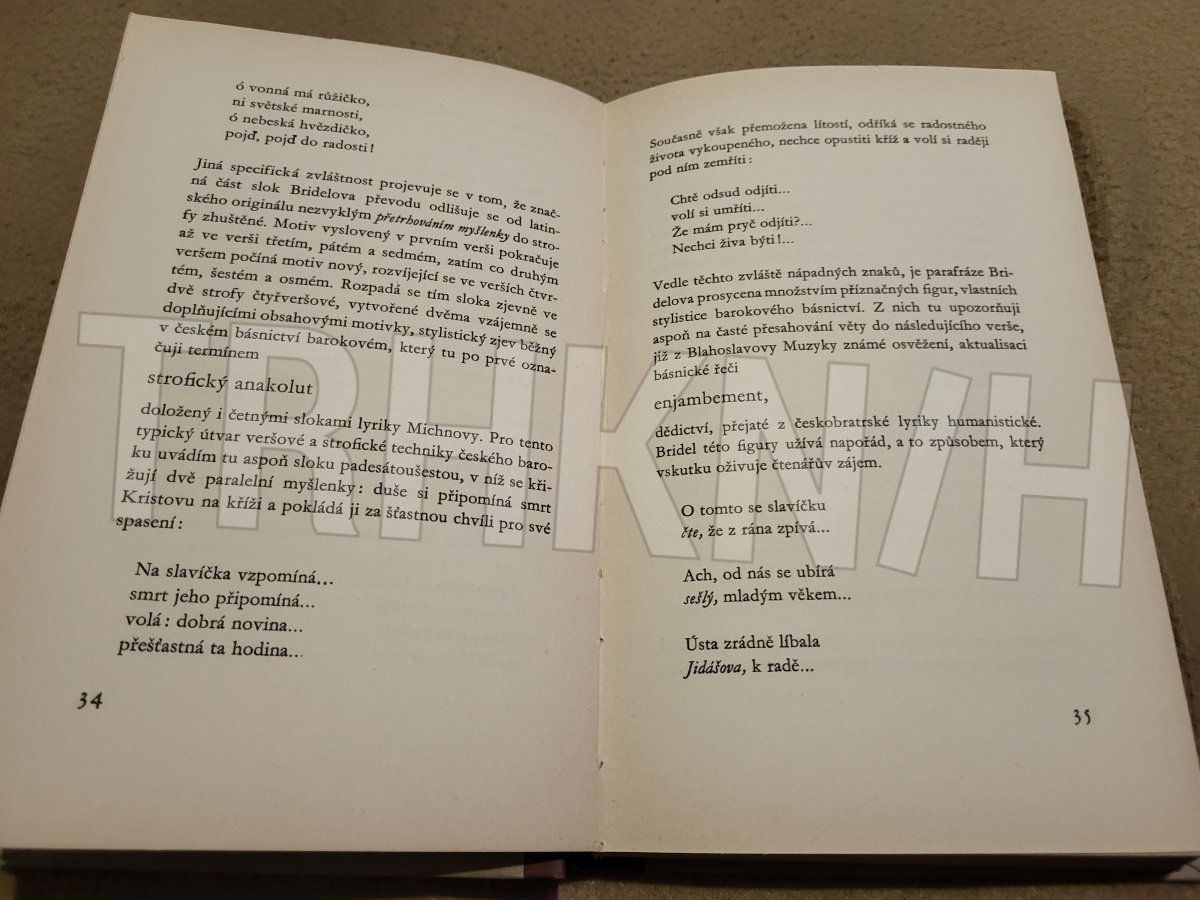 ó vonná má růžičko,
ni světské marnosti,
ó nebeská hvězdičko,
pojď, pojď do radosti!
Jiná specifická zvláštnost projevuje se v tom, že znač-
ná část slok Bridelova převodu odlišuje se od latin-
ského originálu nezvyklým přetrhováním myšlenky do stro-
fy zhuštěné. Motiv vyslovený v prvním verši pokračuje
až ve verši třetím, pátém a sedmém, zatím co druhým
veršem počíná motiv nový, rozvíjející se ve verších čtvr-
tém, šestém a osmém. Rozpadá se tím sloka zjevně ve
dvě strofy čtyřveršové, vytvořené dvěma vzájemně se
doplňujícími obsahovými motivky, stylistický zjev běžný
v českém básnictví barokovém, který tu po prvé ozna-
čuji termínem
strofický anakolut
doložený i četnými slokami lyriky Michnovy. Pro tento
typický útvar veršové a strofické techniky českého baro-
ku uvádím tu aspoň sloku padesátoušestou, v níž se kři-
žují dvě paralelní myšlenky: duše si připomíná smrt
Kristovu na kříži a pokládá ji za šťastnou chvíli pro své
spasení:
Na slavíčka vzpomíná...
smrt jeho připomíná...
volá: dobrá novina...
přešťastná ta hodina...
34
Současně však přemožena lítostí, odříká se radostného
života vykoupeného, nechce opustiti kříž a volí si raději
pod ním zemříti:
Chtě odsud odjíti...
volí si umříti...
Že mám pryč odjíti?...
Nechci živa býti!...
Vedle těchto zvláště nápadných znaků, je parafráze Bri-
delova prosycena množstvím příznačných figur, vlastních
stylistice barokového básnictví. Z nich tu upozorňuji
aspoň na časté přesahování věty do následujícího verše,
již z Blahoslavovy Muzyky známé osvěžení, aktualisaci
básnické řeči
enjambement,
dědictví, přejaté z českobratrské lyriky humanistické.
Bridel této figury užívá napořád, a to způsobem, který
vskutku oživuje čtenářův zájem.
O tomto se slavíčku
čte, že z rána zpívá...
Ach, od nás se ubírá
sešlý, mladým věkem...
Ústa zrádně líbala
Jidášova, k radě...
35
TRHKN/H